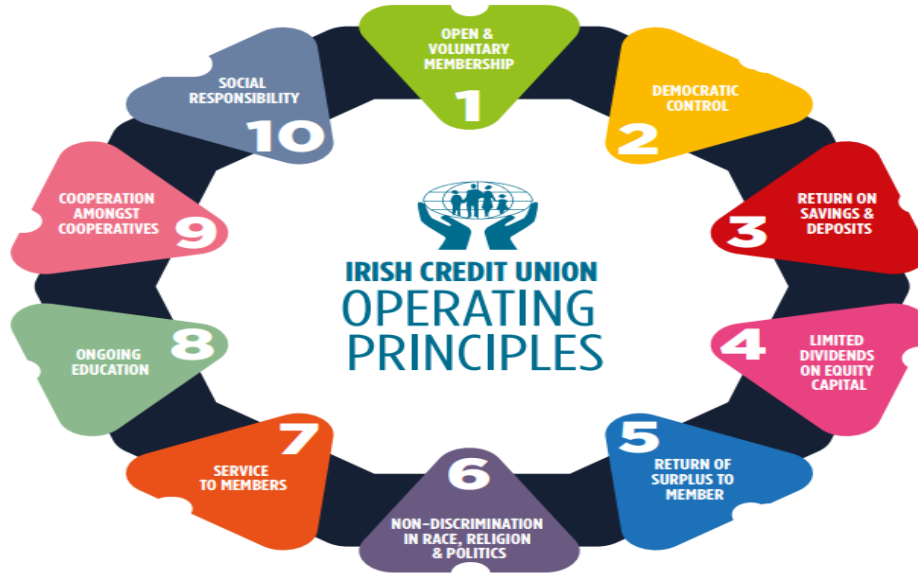 OPEN &
VOLUNTARY
MEMBERSHIP
1
DEMOCRATIC
CONTROL
2
RETURN ON
SAVINGS &
DEPOSITS
3
LIMITED
DIVIDENDS
ON EQUITY
CAPITAL
4
RETURN OF
SURPLUS TO
MEMBER
5
6
NON-DISCRIMINATION
IN RACE, RELIGION
& POLITICS
7
SERVICE
TO MEMBERS
8
ONGOING
EDUCATION
9
COOPERATION
AMONGST
COOPERATIVES
10
SOCIAL
RESPONSIBILITY
IRISH CREDIT UNION
OPERATING
PRINCIPLES